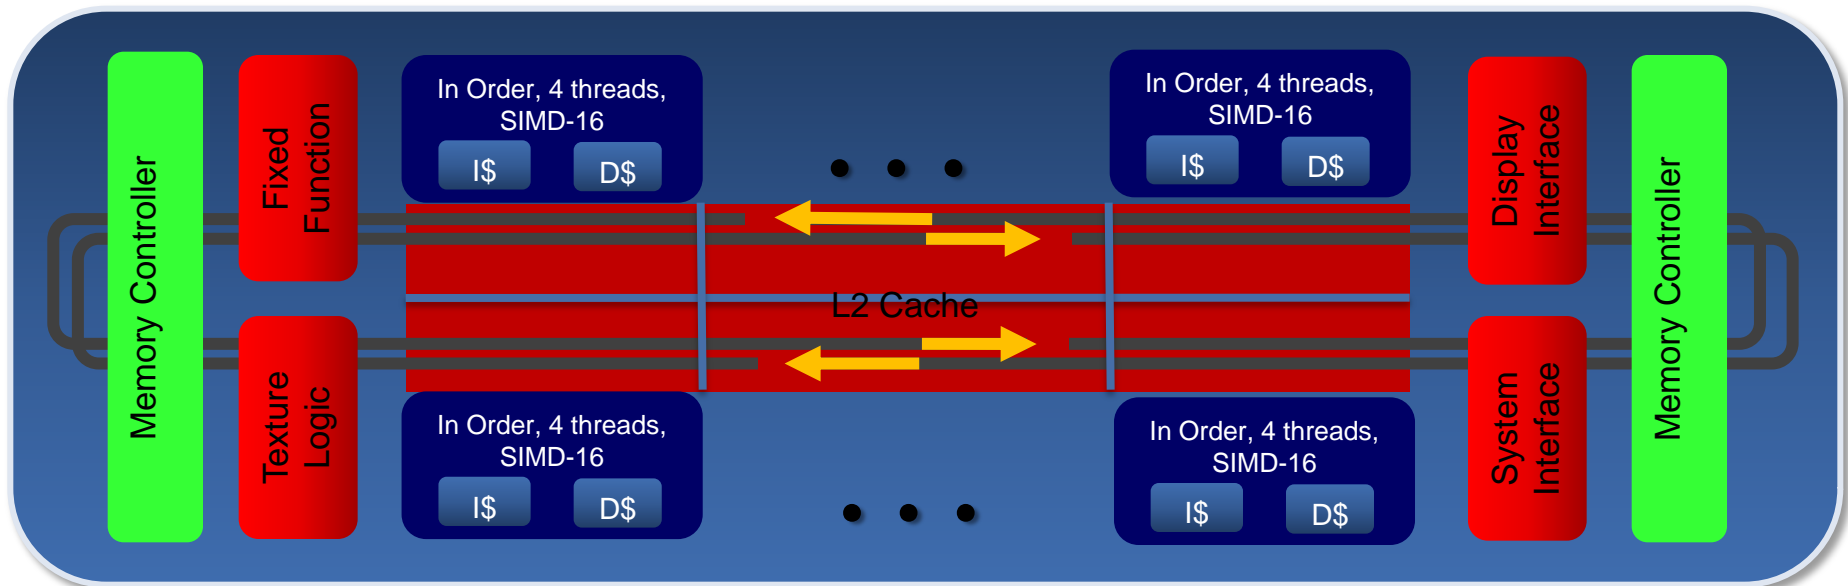 Memory Controller
Fixed
Function
Texture
Logic
In Order, 4 threads,
SIMD-16
I$
D$
In Order, 4 threads,
SIMD-16
I$
D$
L2 Cache
In Order, 4 threads,
SIMD-16
I$
D$
In Order, 4 threads,
SIMD-16
I$
D$
Display
Interface
System
Interface
Memory Controller